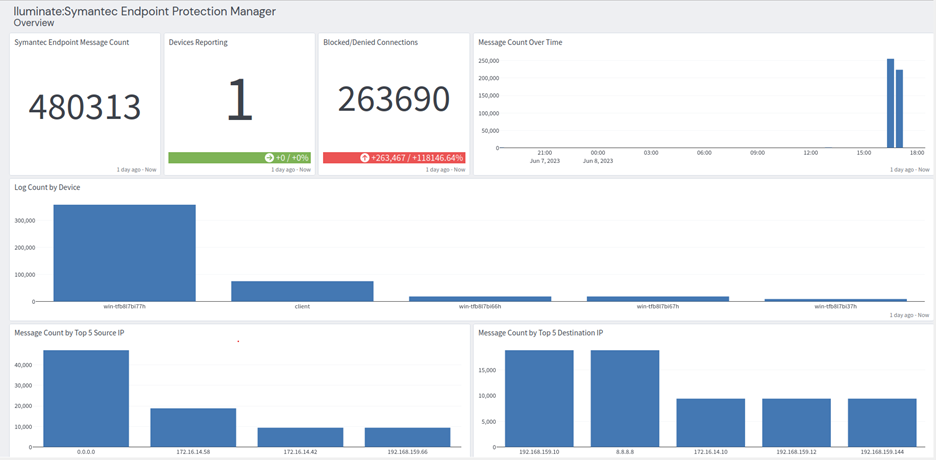 Iluminate:Symantec Endpoint Protection Manager
Overview
Symantec Endpoint Message Count
480313
1 day ago - Now
Devices Reporting
1
+0 / +0%
1 day ago - Now
Blocked/Denied Connections
263690
+263,467 / +118146.64%
1 day ago - Now
Message Count Over Time
250,000
200,000
150,000
100,000
50,000
0
21:00 00:00 03:00 06:00 09:00 12:00 15:00 18:00
Jun 7, 2023 Jun 8, 2023
1 day ago - Now
Log Count by Device
300,000
200,000
100,000
0
win-tfb8l7bi77h client win-tfb8l7bi66h win-tfb8l7bi67h win-tfb8l7bi37h
1 day ago - Now
Message Count by Top 5 Source IP
40,000
30,000
20,000
10,000
0
0.0.0.0 172.16.14.58 172.16.14.42 192.168.159.66
Message Count by Top 5 Destination IP
15,000
10,000
5,000
0
192.168.159.10 8.8.8.8 172.16.14.10 192.168.159.12 192.168.159.144